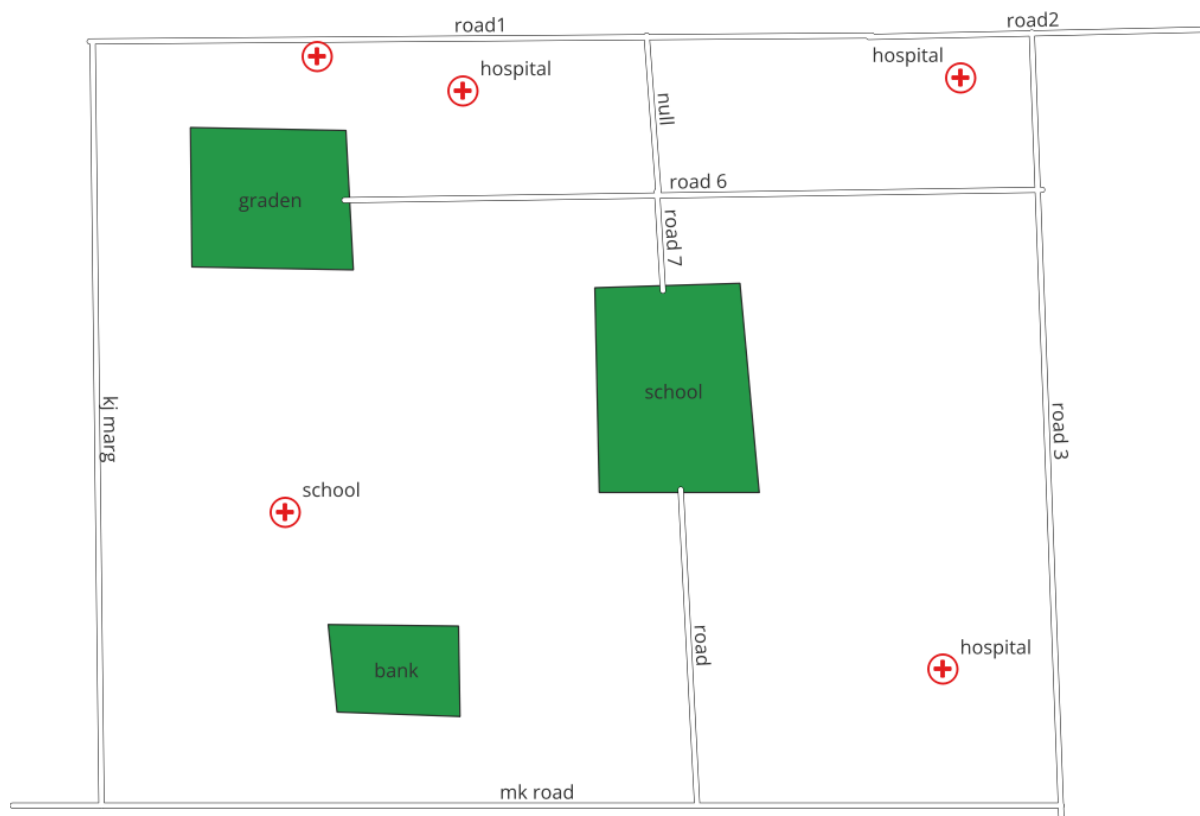 road2
road1
hospital
hospital
null
road 6
graden
road 7
school
kj marg
road 3
school
road
hospital
bank
mk road